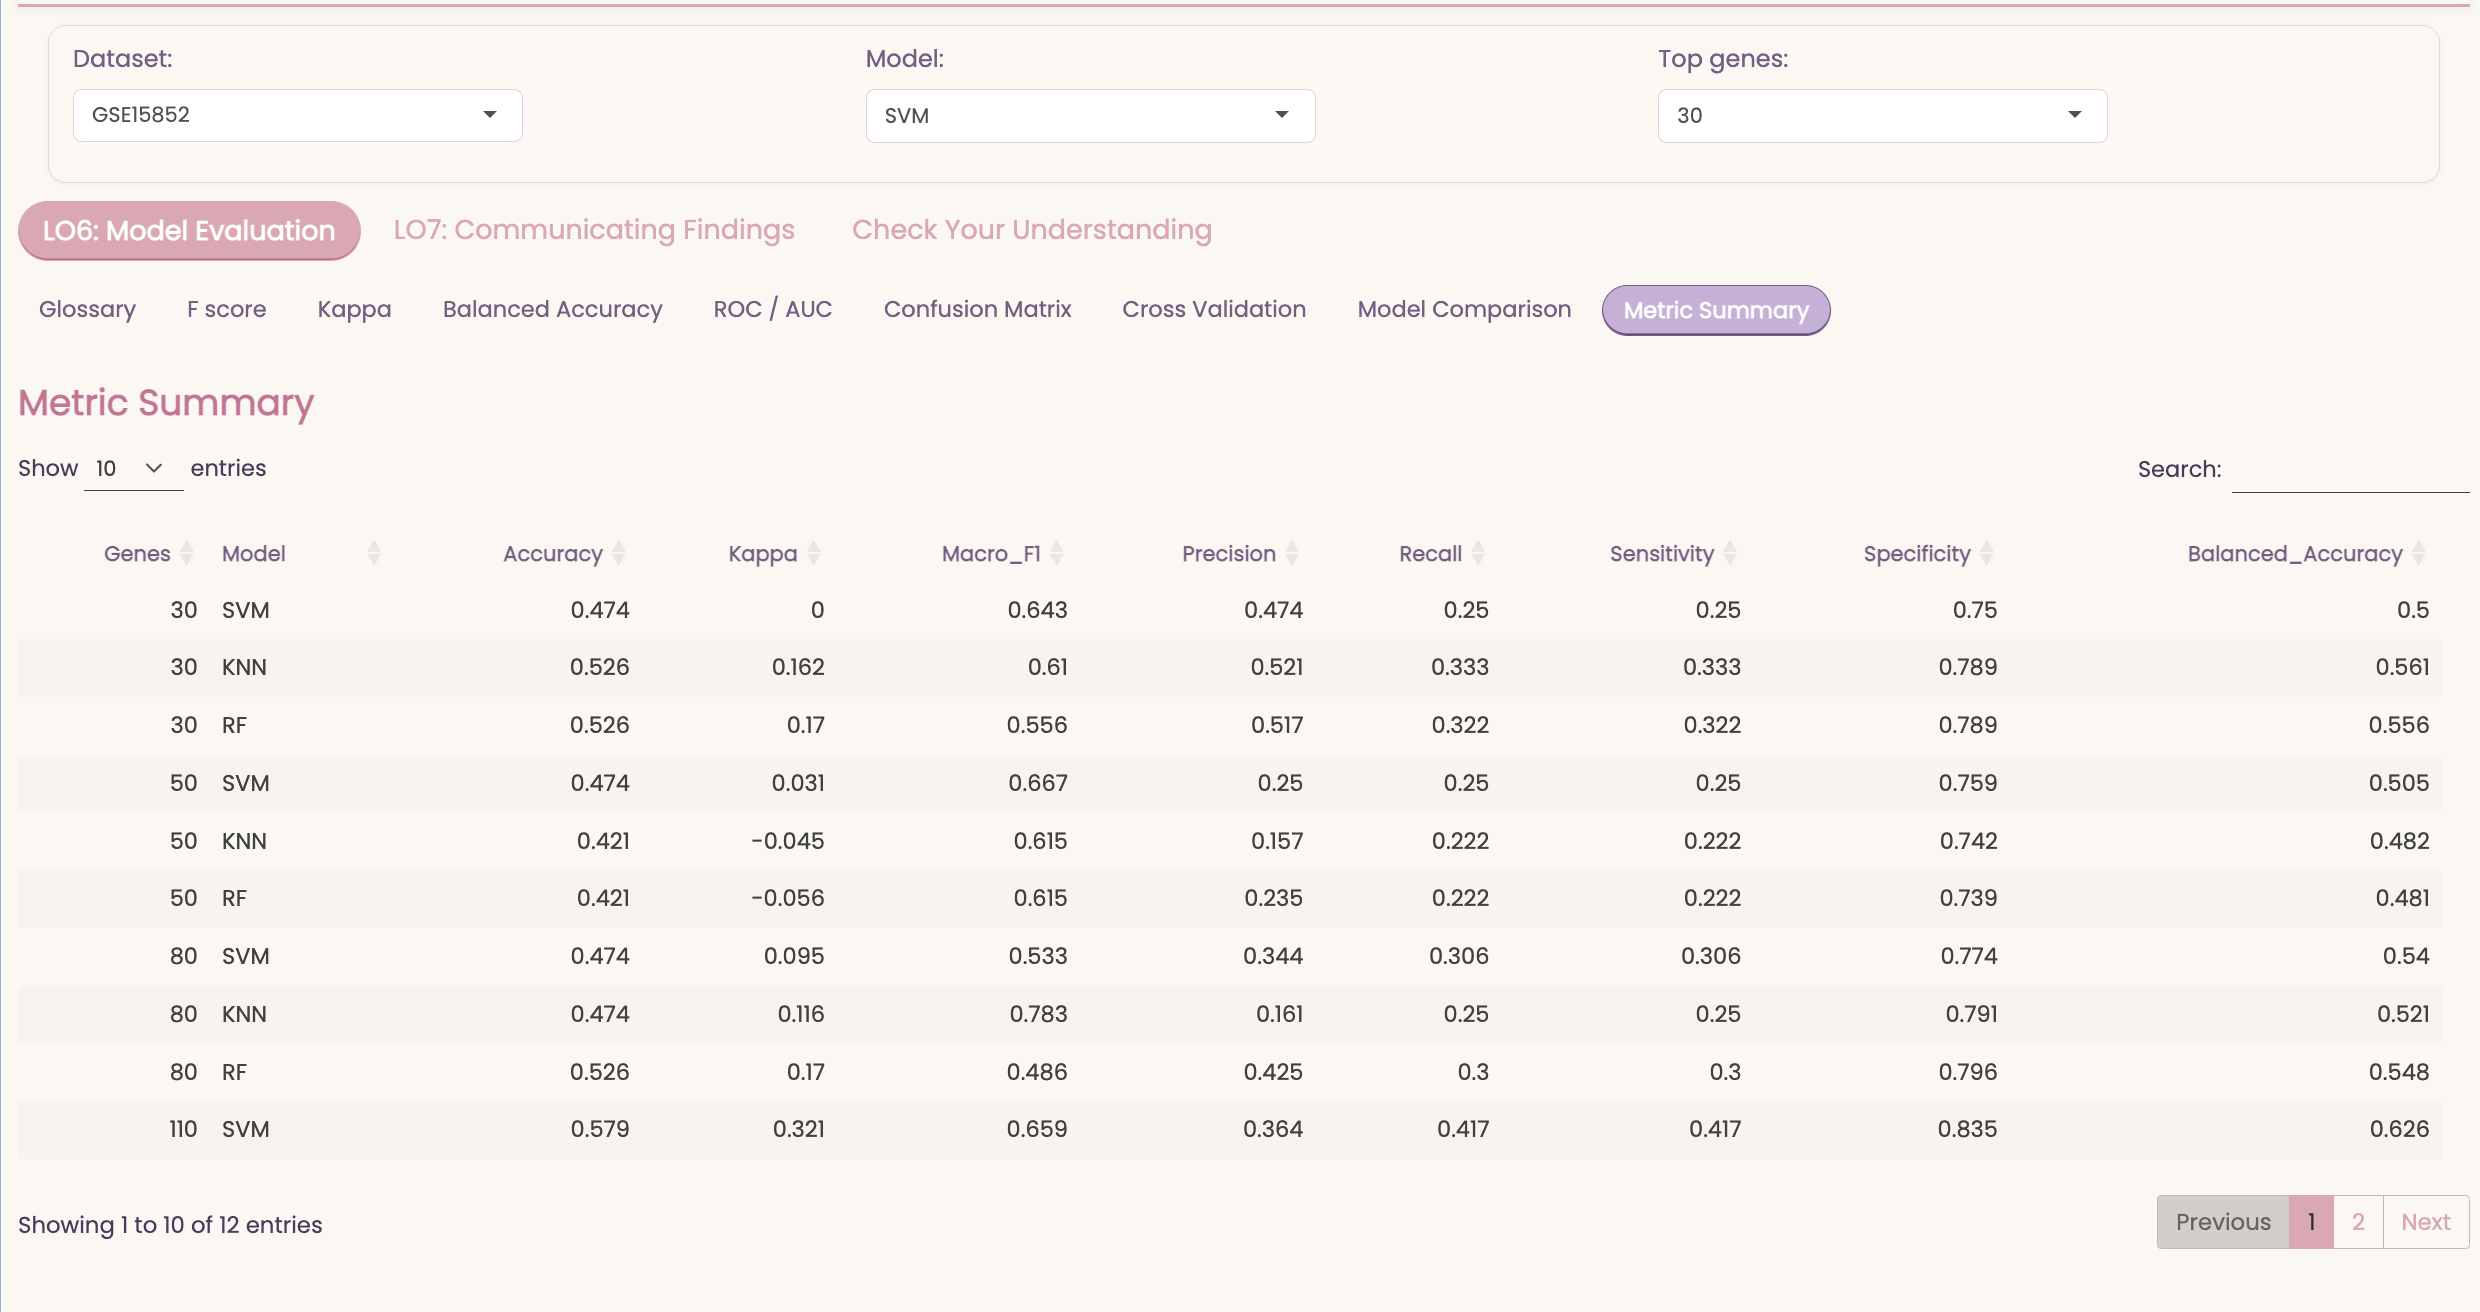 Dataset: Model: Top genes:
GSE15852 SVM 30
LO6: Model Evaluation LO7: Communicating Findings Check Your Understanding
Glossary F score Kappa Balanced Accuracy ROC / AUC Confusion Matrix Cross Validation Model Comparison Metric Summary
Metric Summary
Show 10 entries Search:
Genes Model Accuracy Kappa Macro_F1 Precision Recall Sensitivity Specificity Balanced_Accuracy
30 SVM 0.474 0 0.643 0.474 0.25 0.25 0.75 0.5
30 KNN 0.526 0.162 0.61 0.521 0.333 0.333 0.789 0.561
30 RF 0.526 0.17 0.556 0.517 0.322 0.322 0.789 0.556
50 SVM 0.474 0.031 0.667 0.25 0.25 0.25 0.759 0.505
50 KNN 0.421 -0.045 0.615 0.157 0.222 0.222 0.742 0.482
50 RF 0.421 -0.056 0.615 0.235 0.222 0.222 0.739 0.481
80 SVM 0.474 0.095 0.533 0.344 0.306 0.306 0.774 0.54
80 KNN 0.474 0.116 0.783 0.161 0.25 0.25 0.791 0.521
80 RF 0.526 0.17 0.486 0.425 0.3 0.3 0.796 0.548
110 SVM 0.579 0.321 0.659 0.364 0.417 0.417 0.835 0.626
Showing 1 to 10 of 12 entries Previous 1 2 Next